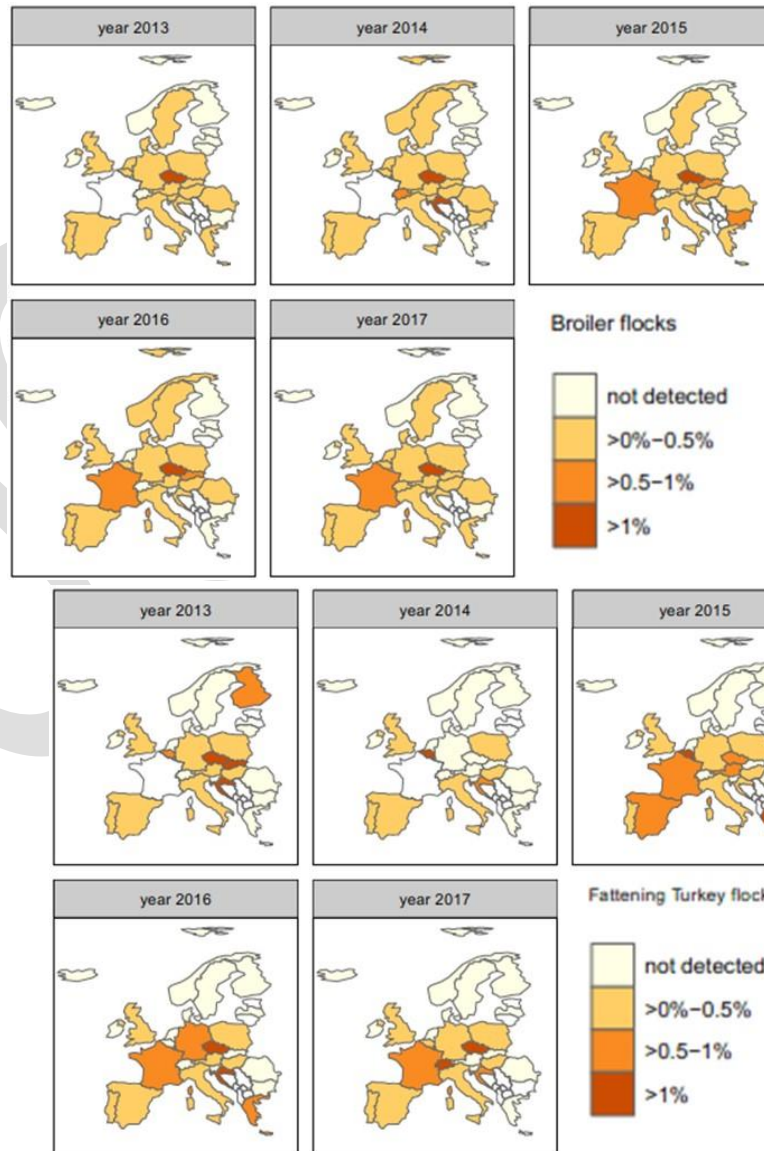 year 2013
year 2014
year 2015
year 2016
year 2017
Broiler flocks
not detected
>0%−0.5%
>0.5−1%
>1%
year 2013
year 2014
year 2015
year 2016
year 2017
Fattening Turkey flock
not detected
>0%−0.5%
>0.5−1%
>1%